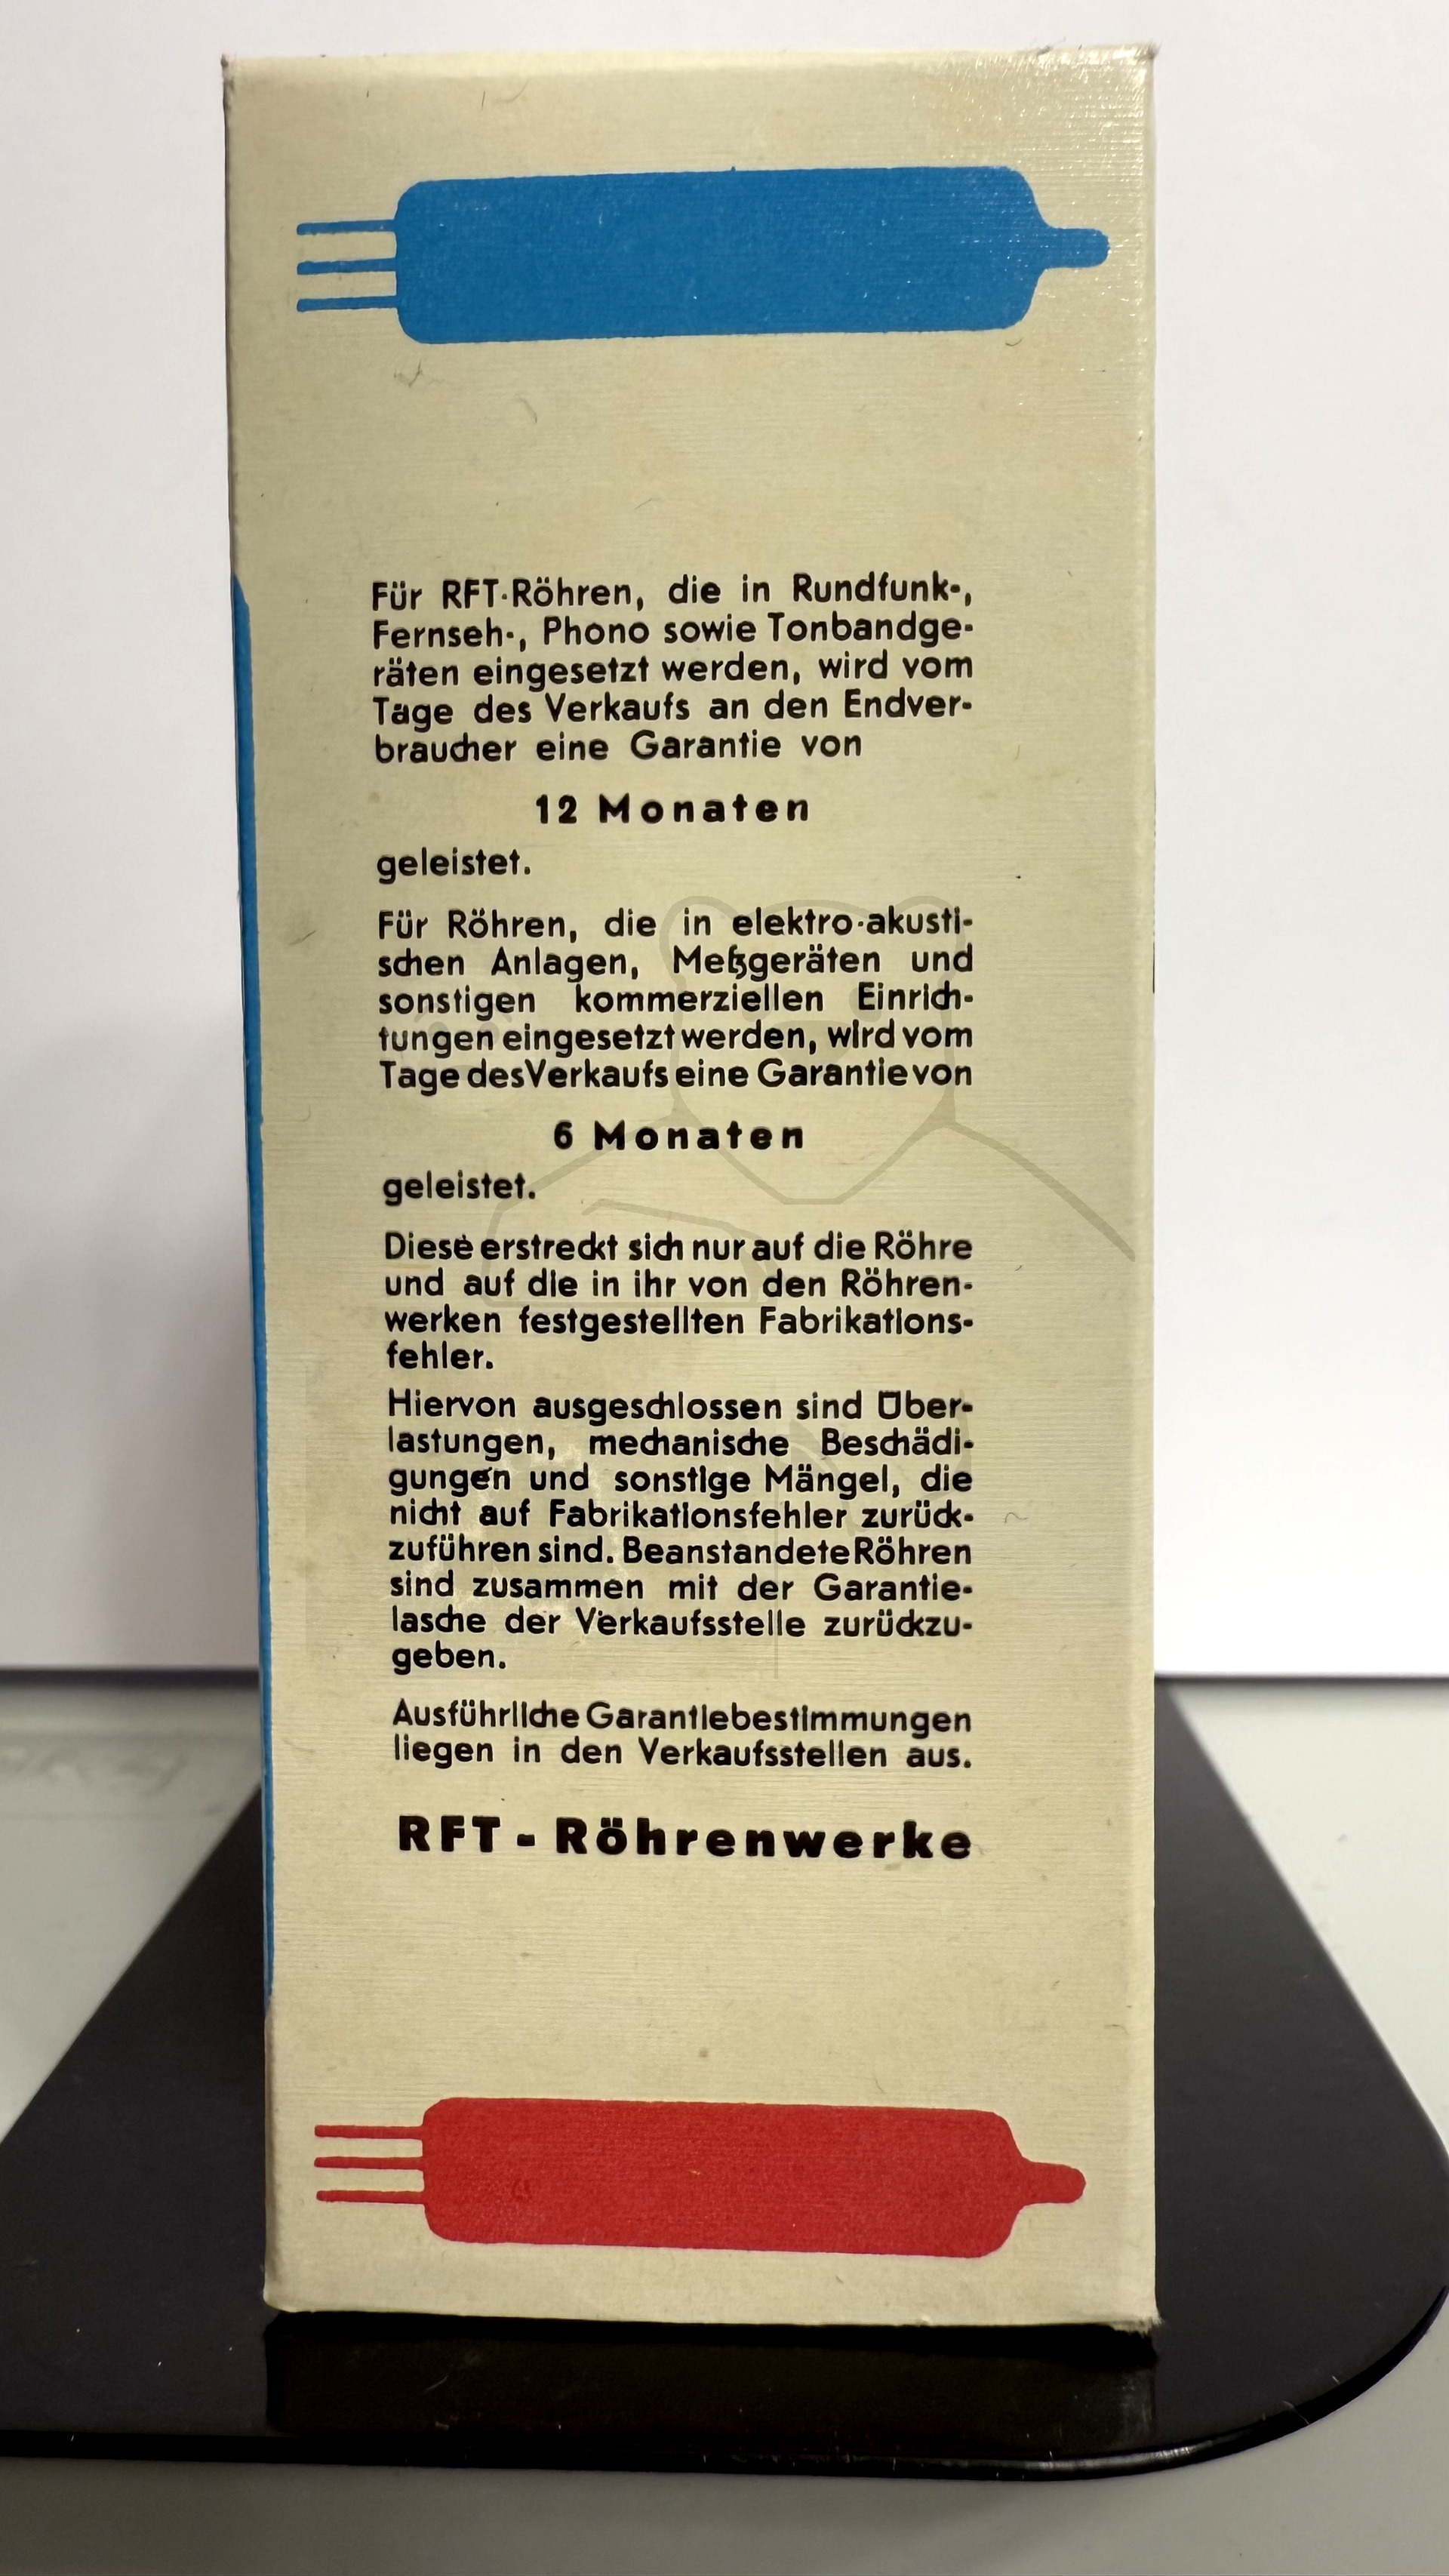 Für RFT-Röhren, die in Rundfunk-,
Fernseh-, Phono sowie Tonbandge-
räten eingesetzt werden, wird vom
Tage des Verkaufs an den Endver-
braucher eine Garantie von
12 Monaten
geleistet.
Für Röhren, die in elektro-akusti-
schen Anlagen, Meßgeräten und
sonstigen kommerziellen Einrich-
tungen eingesetzt werden, wird vom
Tage des Verkaufs eine Garantie von
6 Monaten
geleistet.
Diese erstreckt sich nur auf die Röhre
und auf die in ihr von den Röhren-
werken festgestellten Fabrikations-
fehler.
Hiervon ausgeschlossen sind Über-
lastungen, mechanische Beschädi-
gungen und sonstige Mängel, die
nicht auf Fabrikationsfehler zurück-
zuführen sind. Beanstandete Röhren
sind zusammen mit der Garantie-
lasche der Verkaufsstelle zurückzu-
geben.
Ausführliche Garantiebestimmungen
liegen in den Verkaufsstellen aus.
RFT - Röhrenwerke